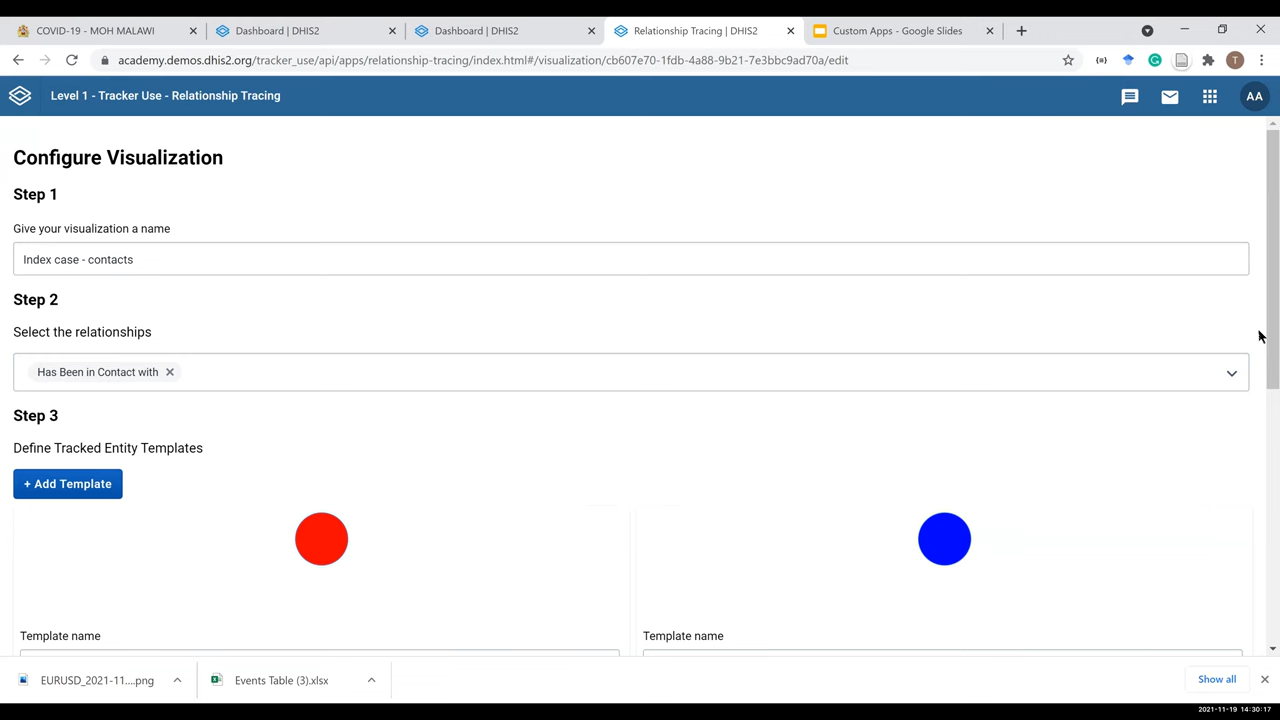 COVID-19 - MOH MALAWI
Dashboard | DHIS2
Dashboard | DHIS2
Relationship Tracing | DHIS2
Custom Apps - Google Slides
academy.demos.dhis2.org/tracker_use/api/apps/relationship-tracing/index.html#/visualization/cb607e70-1fdb-4a88-9b21-7e3bbc9ad70a/edit
T
Level 1 - Tracker Use - Relationship Tracing
AA
Configure Visualization
Step 1
Give your visualization a name
Index case - contacts
Step 2
Select the relationships
Has Been in Contact with
Step 3
Define Tracked Entity Templates
+ Add Template
Template name
Template name
EURUSD_2021-11....png
Events Table (3).xlsx
Show all
2021-11-19 14:30:17